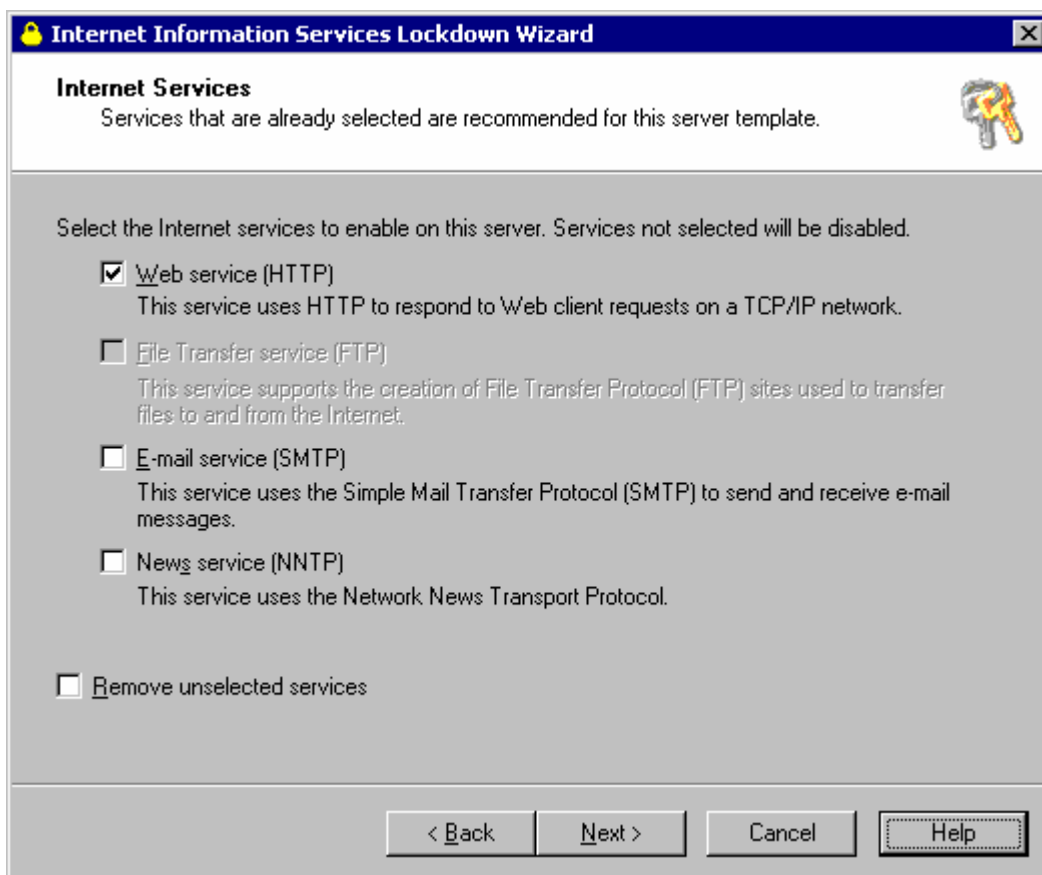 Internet Information Services Lockdown Wizard
Internet Services
Services that are already selected are recommended for this server template.
Select the Internet services to enable on this server. Services not selected will be disabled.
Web service (HTTP)
This service uses HTTP to respond to Web client requests on a TCP/IP network.
File Transfer service (FTP)
This service supports the creation of File Transfer Protocol (FTP) sites used to transfer
files to and from the Internet.
E-mail service (SMTP)
This service uses the Simple Mail Transfer Protocol (SMTP) to send and receive e-mail
messages.
News service (NNTP)
This service uses the Network News Transport Protocol.
Remove unselected services
< Back Next > Cancel Help